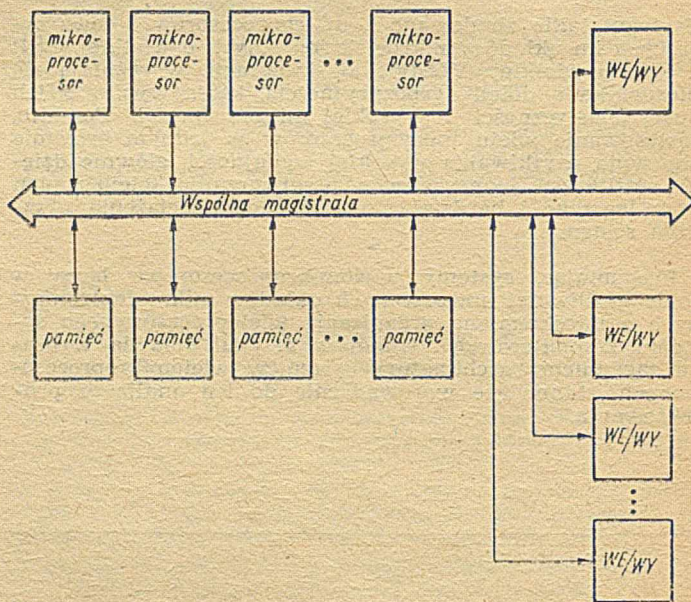 mikro-
proce-
sor
mikro-
proce-
sor
mikro-
proce-
sor
...
mikro-
proce-
sor
WE/WY
Wspólna magistrala
pamięć
pamięć
pamięć
...
pamięć
WE/WY
WE/WY
...
WE/WY